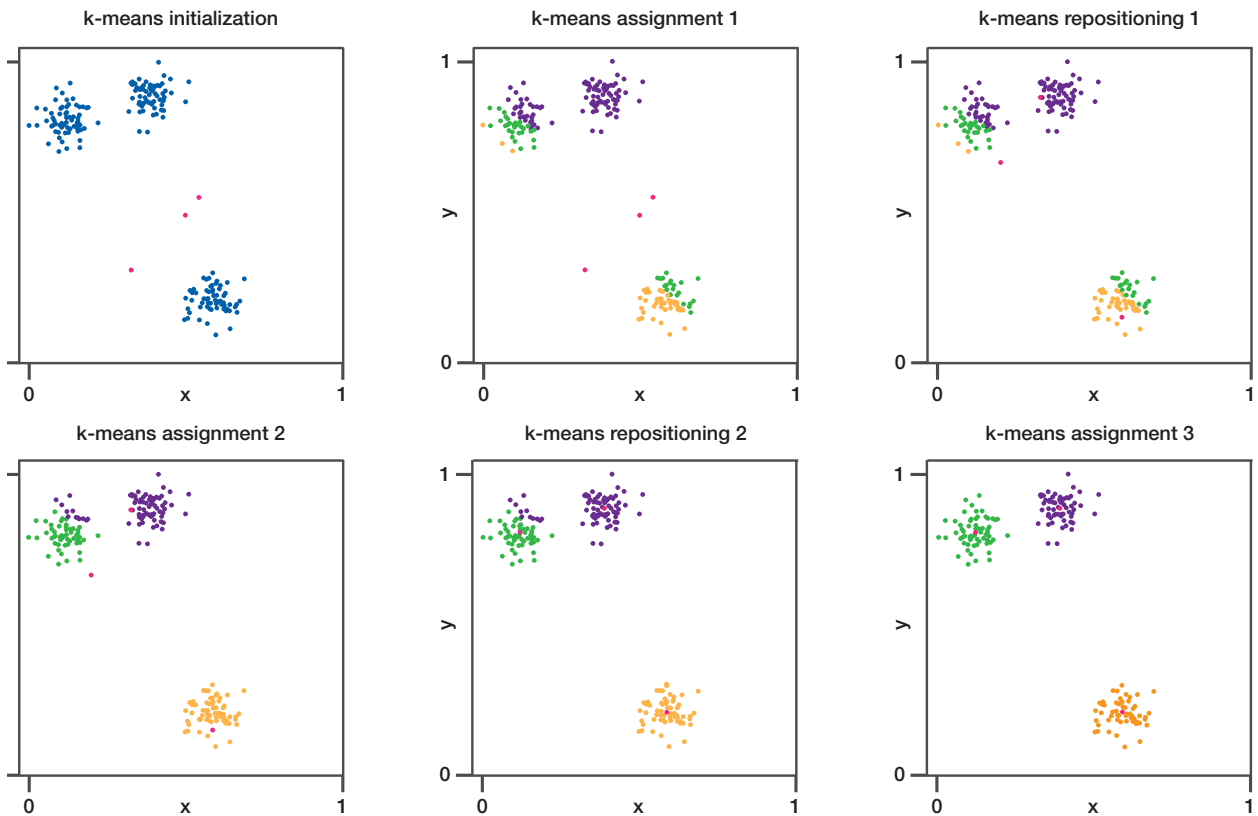 k-means initialization
0
1
x
k-means assignment 1
1
y
0
0
1
x
k-means repositioning 1
1
y
0
0
1
x
k-means assignment 2
0
1
x
k-means repositioning 2
1
y
0
0
1
x
k-means assignment 3
1
y
0
0
1
x